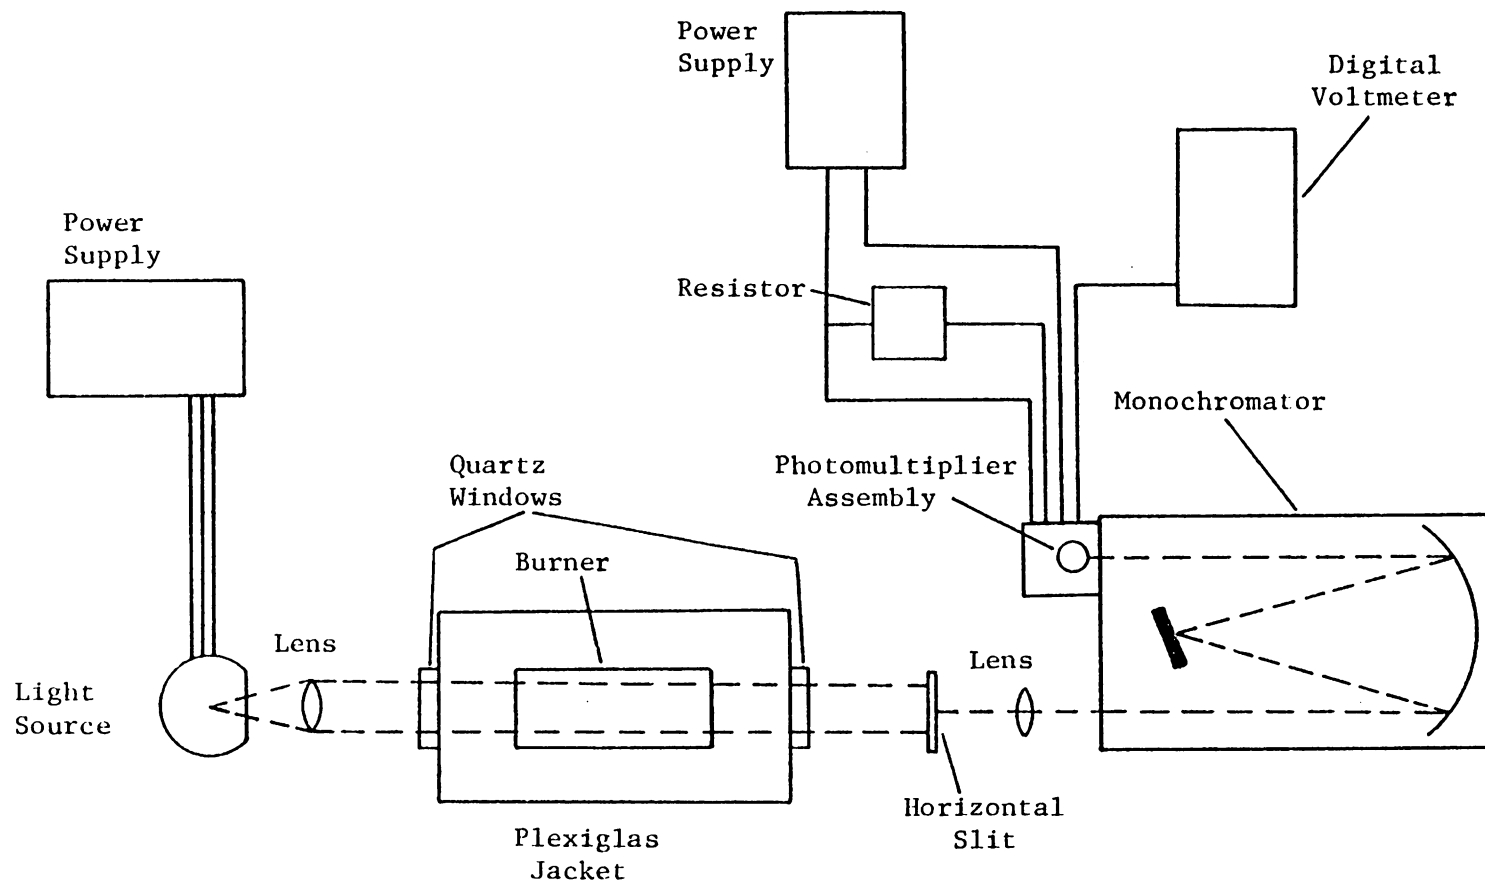 Power
Supply
Digital
Voltmeter
Power
Supply
Resistor
Monochromator
Quartz
Windows
Photomultiplier
Assembly
Burner
Lens
Lens
Light
Source
Horizontal
Slit
Plexiglas
Jacket